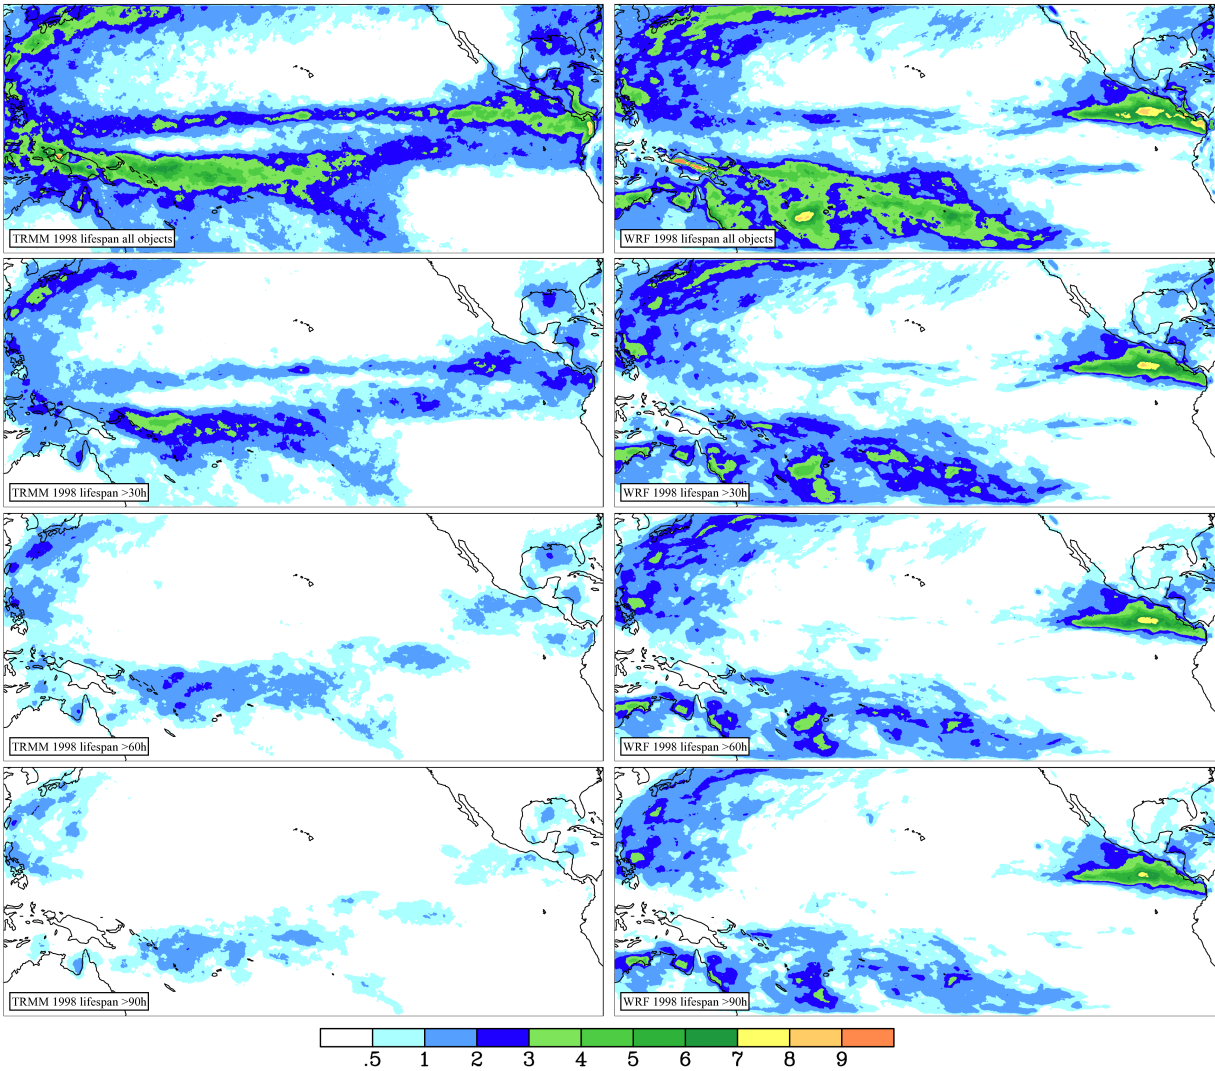 TRMM 1998 lifespan all objects
WRF 1998 lifespan all objects
TRMM 1998 lifespan >30h
WRF 1998 lifespan >30h
TRMM 1998 lifespan >60h
WRF 1998 lifespan >60h
TRMM 1998 lifespan >90h
WRF 1998 lifespan >90h
.5 1 2 3 4 5 6 7 8 9